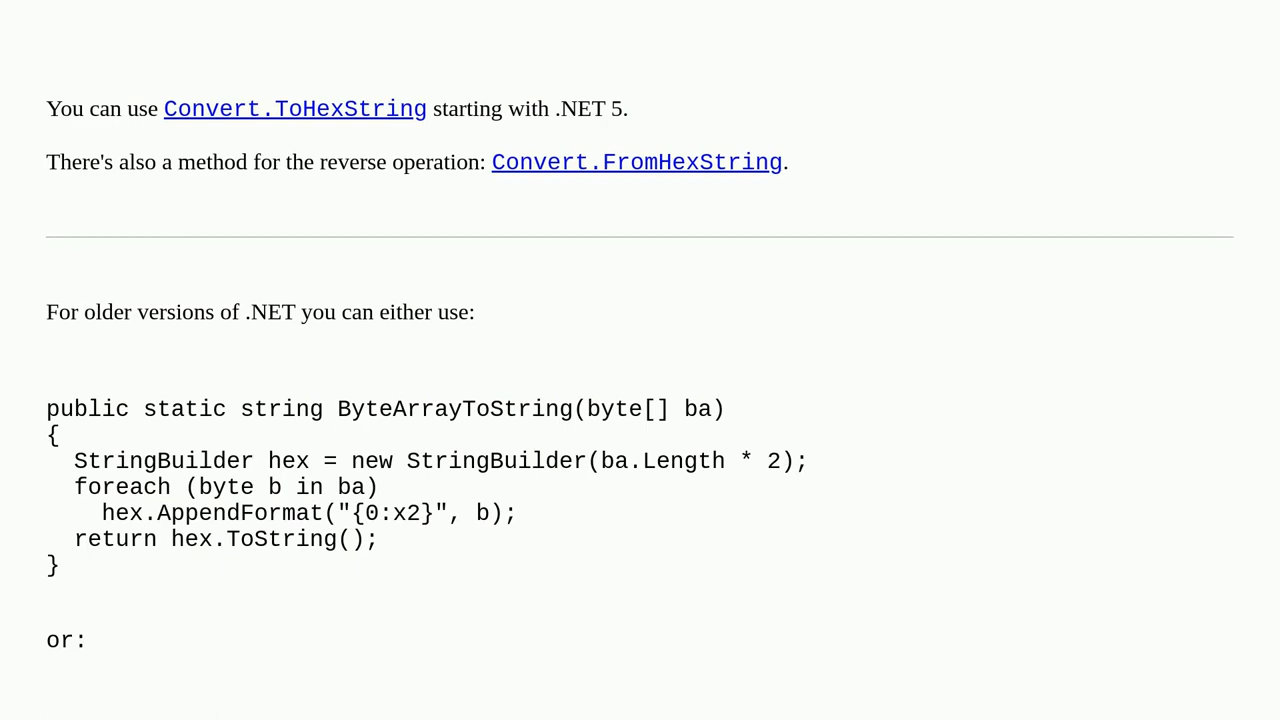 You can use Convert.ToHexString starting with .NET 5.
There's also a method for the reverse operation: Convert.FromHexString.
For older versions of .NET you can either use:
public static string ByteArrayToString(byte[] ba)
{
  StringBuilder hex = new StringBuilder(ba.Length * 2);
  foreach (byte b in ba)
    hex.AppendFormat("{0:x2}", b);
  return hex.ToString();
}
or: